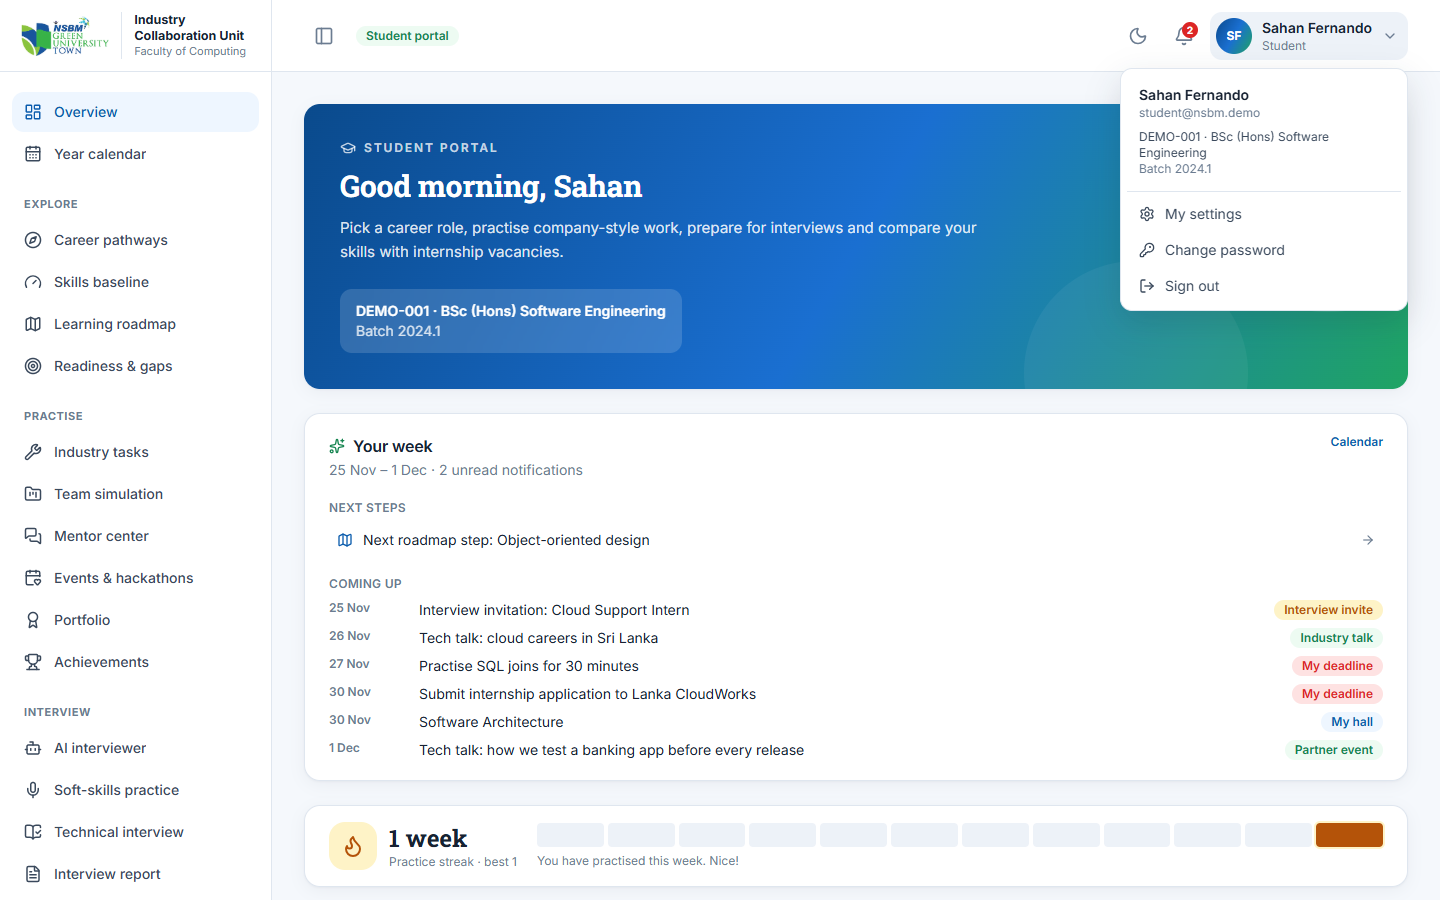 NSBM
GREEN
UNIVERSITY
TOWN
Industry
Collaboration Unit
Faculty of Computing
Student portal
2
SF
Sahan Fernando
Student
Sahan Fernando
student@nsbm.demo
DEMO-001 · BSc (Hons) Software
Engineering
Batch 2024.1
My settings
Change password
Sign out
Overview
Year calendar
EXPLORE
Career pathways
Skills baseline
Learning roadmap
Readiness & gaps
PRACTISE
Industry tasks
Team simulation
Mentor center
Events & hackathons
Portfolio
Achievements
INTERVIEW
AI interviewer
Soft-skills practice
Technical interview
Interview report
STUDENT PORTAL
Good morning, Sahan
Pick a career role, practise company-style work, prepare for interviews and compare your
skills with internship vacancies.
DEMO-001 · BSc (Hons) Software Engineering
Batch 2024.1
Your week
Calendar
25 Nov – 1 Dec · 2 unread notifications
NEXT STEPS
Next roadmap step: Object-oriented design
COMING UP
25 Nov Interview invitation: Cloud Support Intern Interview invite
26 Nov Tech talk: cloud careers in Sri Lanka Industry talk
27 Nov Practise SQL joins for 30 minutes My deadline
30 Nov Submit internship application to Lanka CloudWorks My deadline
30 Nov Software Architecture My hall
1 Dec Tech talk: how we test a banking app before every release Partner event
1 week
Practice streak · best 1
You have practised this week. Nice!